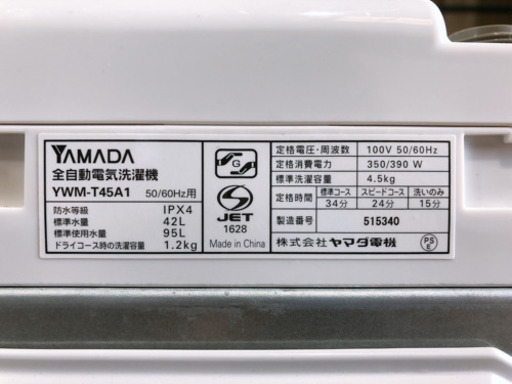 YAMADA
全自動電気洗濯機
YWM-T45A1 50/60Hz用
防水等級 IPX4
標準水量 42L
標準使用水量 95L
ドライコース時の洗濯容量 1.2kg
G
S
JET
1628
Made in China
定格電圧・周波数 100V 50/60Hz
定格消費電力 350/390 W
標準洗濯・脱水容量 4.5kg
定格時間 標準コース スピードコース 洗いのみ
34分 24分 15分
製造番号 515340
株式会社ヤマダ電機
PS
E